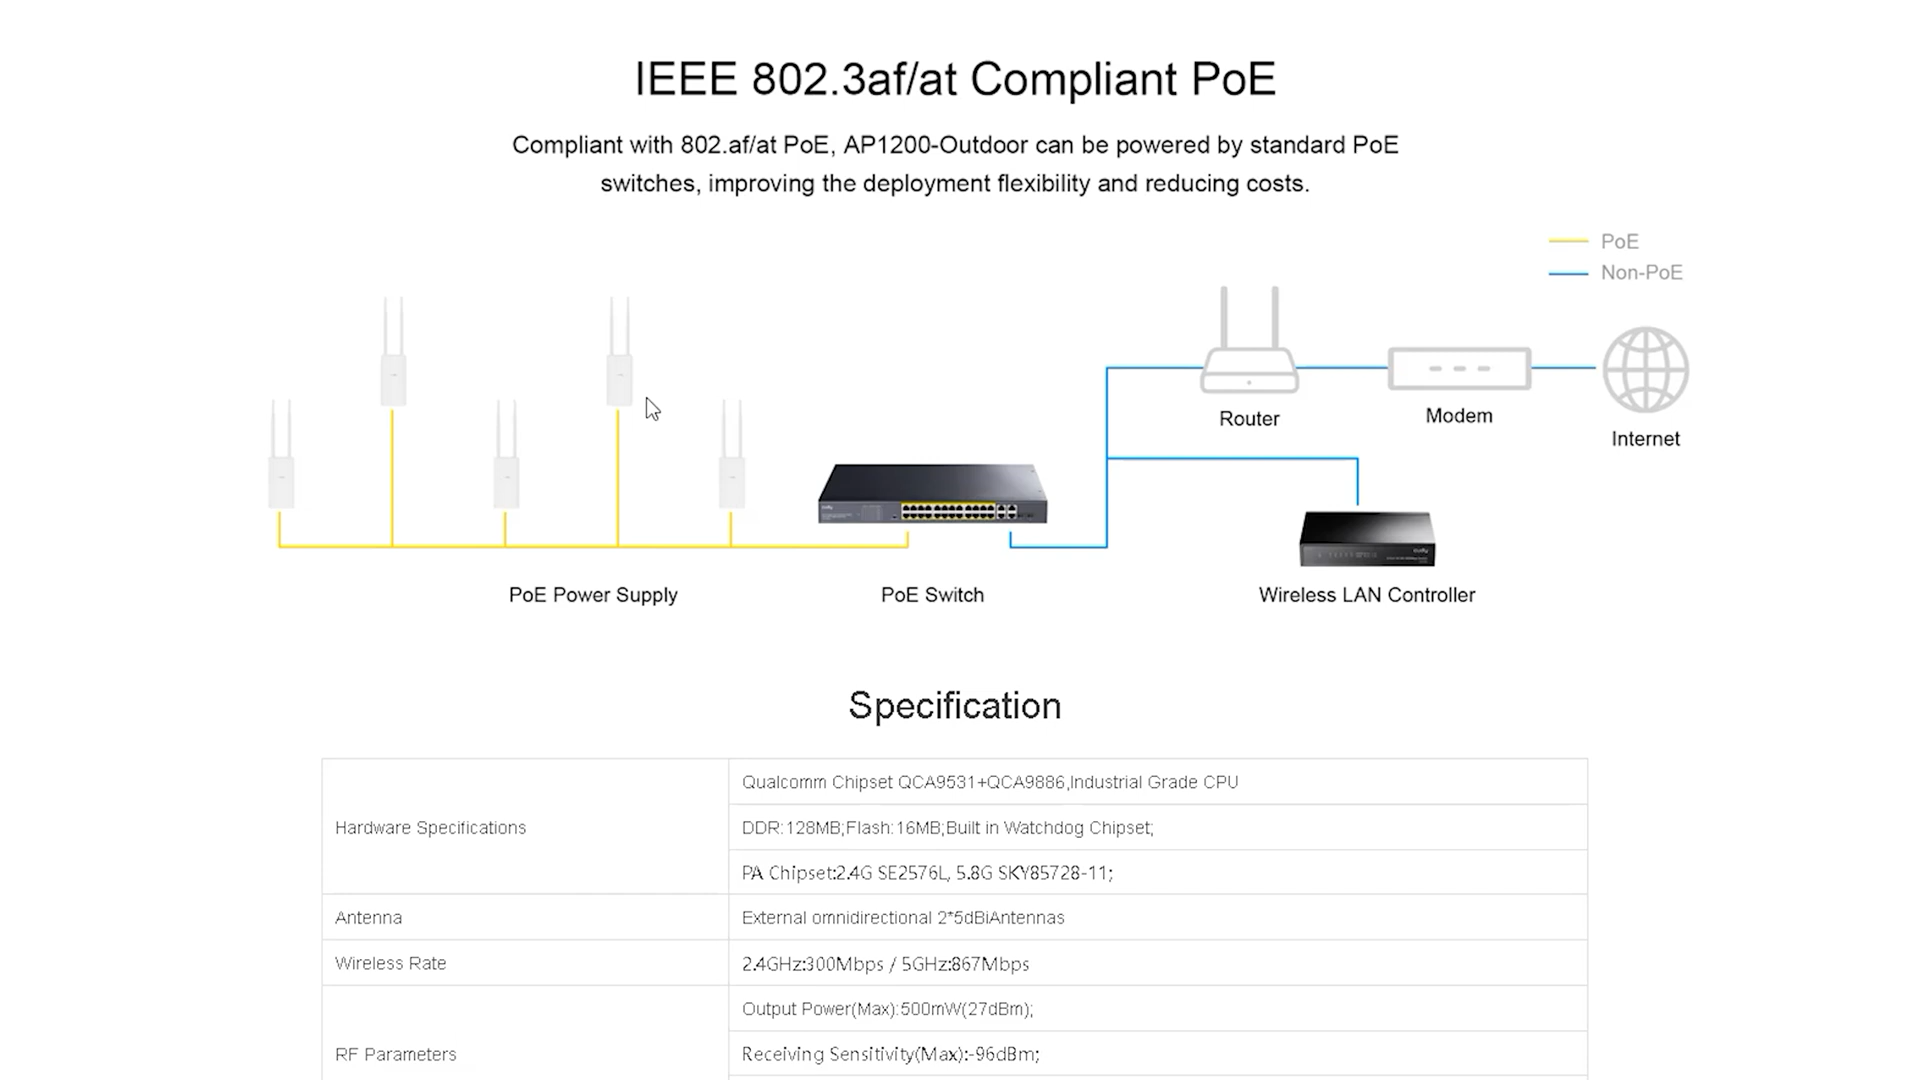 IEEE 802.3af/at Compliant PoE
Compliant with 802.af/at PoE, AP1200-Outdoor can be powered by standard PoE
switches, improving the deployment flexibility and reducing costs.
PoE
Non-PoE
Router
Modem
Internet
PoE Power Supply
PoE Switch
Wireless LAN Controller
Specification
Hardware Specifications
Qualcomm Chipset QCA9531+QCA9886,Industrial Grade CPU
DDR:128MB;Flash:16MB;Built in Watchdog Chipset;
PA Chipset:2.4G SE2576L, 5.8G SKY85728-11;
Antenna
External omnidirectional 2*5dBiAntennas
Wireless Rate
2.4GHz:300Mbps / 5GHz:867Mbps
RF Parameters
Output Power(Max):500mW(27dBm);
Receiving Sensitivity(Max):-96dBm;